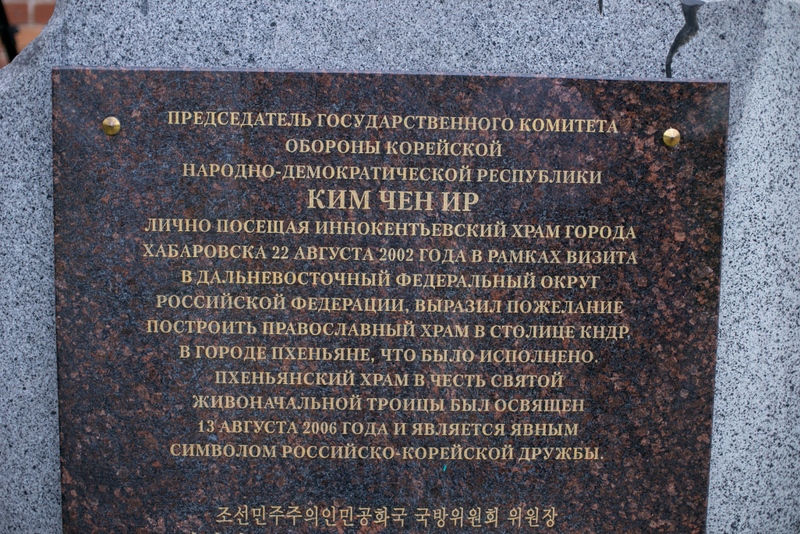 ПРЕДСЕДАТЕЛЬ ГОСУДАРСТВЕННОГО КОМИТЕТА
ОБОРОНЫ КОРЕЙСКОЙ
НАРОДНО-ДЕМОКРАТИЧЕСКОЙ РЕСПУБЛИКИ
КИМ ЧЕН ИР
ЛИЧНО ПОСЕЩАЯ ИННОКЕНТЬЕВСКИЙ ХРАМ ГОРОДА
ХАБАРОВСКА 22 АВГУСТА 2002 ГОДА В РАМКАХ ВИЗИТА
В ДАЛЬНЕВОСТОЧНЫЙ ФЕДЕРАЛЬНЫЙ ОКРУГ
РОССИЙСКОЙ ФЕДЕРАЦИИ, ВЫРАЗИЛ ПОЖЕЛАНИЕ
ПОСТРОИТЬ ПРАВОСЛАВНЫЙ ХРАМ В СТОЛИЦЕ КНДР,
В ГОРОДЕ ПХЕНЬЯНЕ, ЧТО БЫЛО ИСПОЛНЕНО.
ПХЕНЬЯНСКИЙ ХРАМ В ЧЕСТЬ СВЯТОЙ
ЖИВОНАЧАЛЬНОЙ ТРОИЦЫ БЫЛ ОСВЯЩЕН
13 АВГУСТА 2006 ГОДА И ЯВЛЯЕТСЯ ЯВНЫМ
СИМВОЛОМ РОССИЙСКО-КОРЕЙСКОЙ ДРУЖБЫ.
조선민주주의인민공화국 국방위원회 위원장